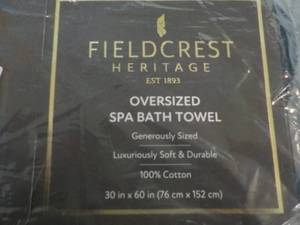 FIELDCREST
HERITAGE
EST 1893
OVERSIZED
SPA BATH TOWEL
Generously Sized
Luxuriously Soft & Durable
100% Cotton
30 in x 60 in (76 cm x 152 cm)